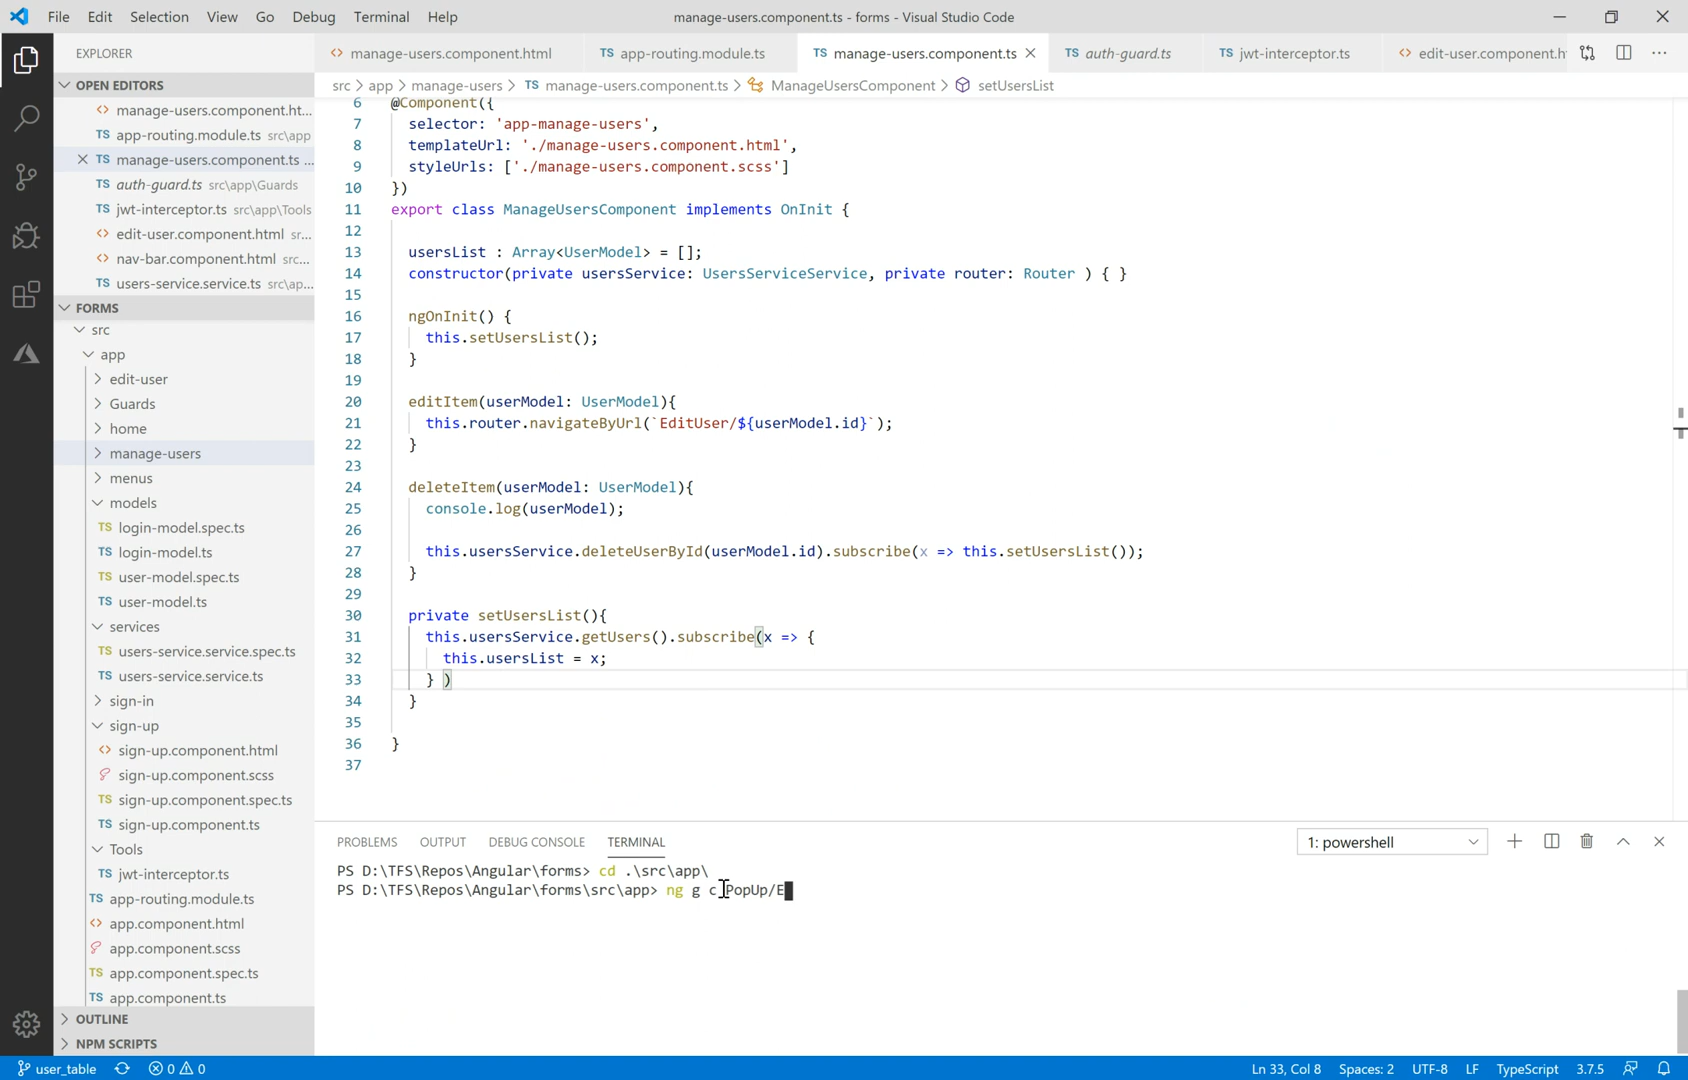 File Edit Selection View Go Debug Terminal Help
manage-users.component.ts - forms - Visual Studio Code
EXPLORER
manage-users.component.html
TS app-routing.module.ts
TS manage-users.component.ts
TS auth-guard.ts
TS jwt-interceptor.ts
edit-user.component.ht
src > app > manage-users > TS manage-users.component.ts > ManageUsersComponent > setUsersList
OPEN EDITORS
manage-users.component.ht...
TS app-routing.module.ts src\app
TS manage-users.component.ts ...
TS auth-guard.ts src\app\Guards
TS jwt-interceptor.ts src\app\Tools
edit-user.component.html sr...
nav-bar.component.html src...
TS users-service.service.ts src\ap...
FORMS
src
app
edit-user
Guards
home
manage-users
menus
models
TS login-model.spec.ts
TS login-model.ts
TS user-model.spec.ts
TS user-model.ts
services
TS users-service.service.spec.ts
TS users-service.service.ts
sign-in
sign-up
sign-up.component.html
sign-up.component.scss
TS sign-up.component.spec.ts
TS sign-up.component.ts
Tools
TS jwt-interceptor.ts
TS app-routing.module.ts
app.component.html
app.component.scss
TS app.component.spec.ts
TS app.component.ts
OUTLINE
NPM SCRIPTS
6 @Component({
7 selector: 'app-manage-users',
8 templateUrl: './manage-users.component.html',
9 styleUrls: ['./manage-users.component.scss']
10 })
11 export class ManageUsersComponent implements OnInit {
12
13 usersList : Array<UserModel> = [];
14 constructor(private usersService: UsersServiceService, private router: Router ) { }
15
16 ngOnInit() {
17 this.setUsersList();
18 }
19
20 editItem(userModel: UserModel){
21 this.router.navigateByUrl(`EditUser/${userModel.id}`);
22 }
23
24 deleteItem(userModel: UserModel){
25 console.log(userModel);
26
27 this.usersService.deleteUserById(userModel.id).subscribe(x => this.setUsersList());
28 }
29
30 private setUsersList(){
31 this.usersService.getUsers().subscribe(x => {
32 this.usersList = x;
33 } )
34 }
35
36 }
37
PROBLEMS OUTPUT DEBUG CONSOLE TERMINAL
1: powershell
PS D:\TFS\Repos\Angular\forms> cd .\src\app\
PS D:\TFS\Repos\Angular\forms\src\app> ng g c PopUp/E
user_table 0 0
Ln 33, Col 8 Spaces: 2 UTF-8 LF TypeScript 3.7.5